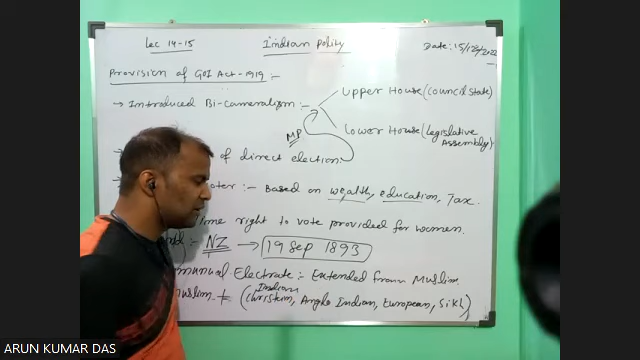 Lec 14-15
Indian Polity
Date: 15/12/2022
Provision of GOI Act-1919:-
→ Introduced Bi-cameralism:-
Upper House (council State)
Lower House (legislative Assembly)
MP
of direct election
oter:- Based on wealth, education, Tax.
ime right to vote provided for women.
NZ → 19 Sep 1893
mmunal Electrate:- Extended from Muslim
uslim + (Indian Christian, Anglo Indian, European, Sikh)
ARUN KUMAR DAS